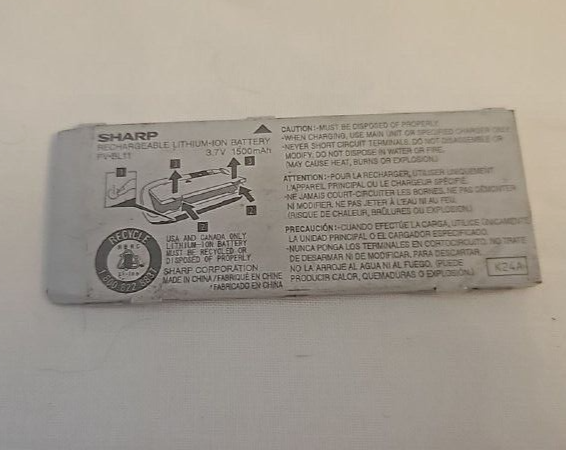 SHARP
RECHARGEABLE LITHIUM-ION BATTERY
3.7V 1500mAh
PV-BL11
USA AND CANADA ONLY
LITHIUM-ION BATTERY
MUST BE RECYCLED OR
DISPOSED OF PROPERLY.
RECYCLE
RBRC
Li-ion
1.800.822.8837
SHARP CORPORATION
MADE IN CHINA/FABRIQUÉ EN CHINE
/FABRICADO EN CHINA
CAUTION:-MUST BE DISPOSED OF PROPERLY.
-WHEN CHARGING, USE MAIN UNIT OR SPECIFIED CHARGER ONLY.
-NEVER SHORT CIRCUIT TERMINALS. DO NOT DISASSEMBLE OR
MODIFY. DO NOT DISPOSE IN WATER OR FIRE.
(MAY CAUSE HEAT, BURNS OR EXPLOSION.)
ATTENTION:-POUR LA RECHARGER, UTILISER UNIQUEMENT
L'APPAREIL PRINCIPAL OU LE CHARGEUR SPÉCIFIÉ.
-NE JAMAIS COURT-CIRCUITER LES BORNES. NE PAS DÉMONTER
NI MODIFIER. NE PAS JETER À L'EAU NI AU FEU.
(RISQUE DE CHALEUR, BRÛLURES OU EXPLOSION.)
PRECAUCIÓN:-CUANDO EFECTÚE LA CARGA, UTILICE ÚNICAMENTE
LA UNIDAD PRINCIPAL O EL CARGADOR ESPECIFICADO.
-NUNCA PONGA LOS TERMINALES EN CORTOCIRCUITO. NO TRATE
DE DESARMAR NI DE MODIFICAR. PARA DESCARTAR,
NO LA ARROJE AL AGUA NI AL FUEGO. (PUEDE
PRODUCIR CALOR, QUEMADURAS O EXPLOSIÓN.)
K24A